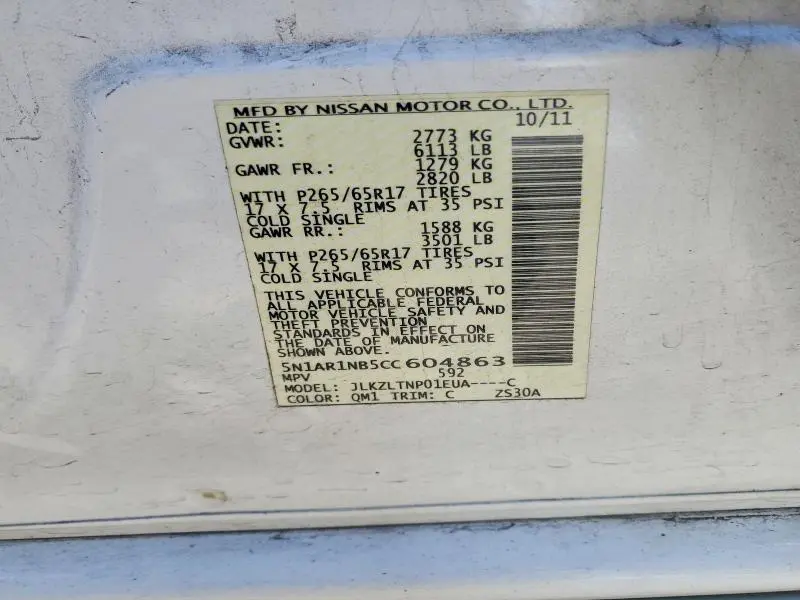 MFD BY NISSAN MOTOR CO., LTD.
DATE: 10/11
GVWR: 2773 KG
6113 LB
GAWR FR.: 1279 KG
2820 LB
WITH P265/65R17 TIRES
17 X 7.5 RIMS AT 35 PSI
COLD SINGLE
GAWR RR.: 1588 KG
3501 LB
WITH P265/65R17 TIRES
17 X 7.5 RIMS AT 35 PSI
COLD SINGLE
THIS VEHICLE CONFORMS TO
ALL APPLICABLE FEDERAL
MOTOR VEHICLE SAFETY AND
THEFT PREVENTION
STANDARDS IN EFFECT ON
THE DATE OF MANUFACTURE
SHOWN ABOVE.
5N1AR1NB5CC 604863
MPV 592
MODEL: JLKZLTNP01EUA----C
COLOR: QM1 TRIM: C ZS30A